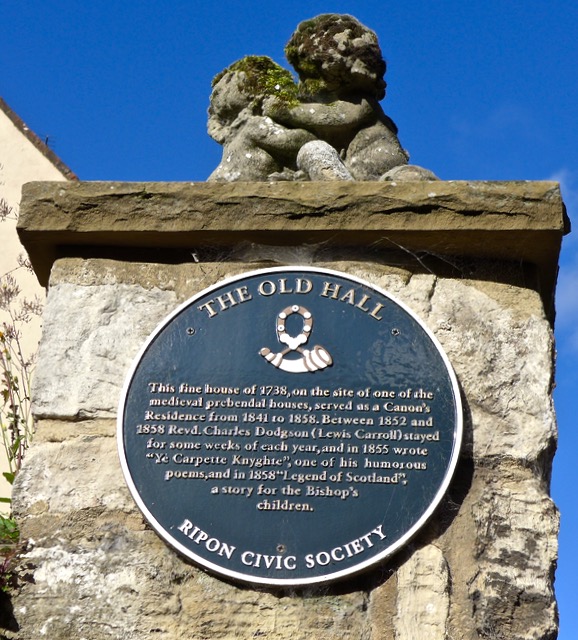 THE OLD HALL
This fine house of 1738, on the site of one of the
medieval prebendal houses, served as a Canon's
Residence from 1841 to 1858. Between 1852 and
1858 Revd. Charles Dodgson (Lewis Carroll) stayed
for some weeks of each year, and in 1855 wrote
"Ye Carpette Knyghte", one of his humorous
poems, and in 1858 "Legend of Scotland",
a story for the Bishop's
children.
RIPON CIVIC SOCIETY